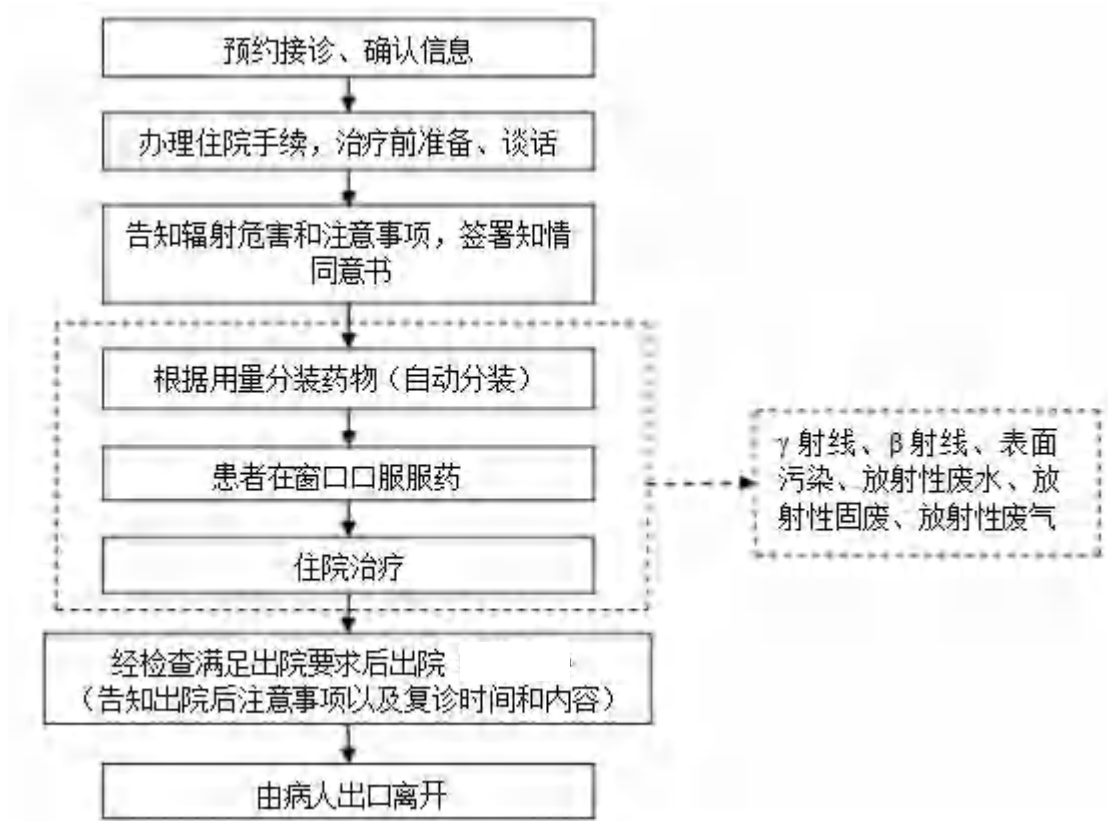 预约接诊、确认信息
办理住院手续，治疗前准备、谈话
告知辐射危害和注意事项，签署知情
同意书
根据用量分装药物（自动分装）
患者在窗口口服服药
住院治疗
γ射线、β射线、表面
污染、放射性废水、放
射性固废、放射性废气
经检查满足出院要求后出院
（告知出院后注意事项以及复诊时间和内容）
由病人出口离开